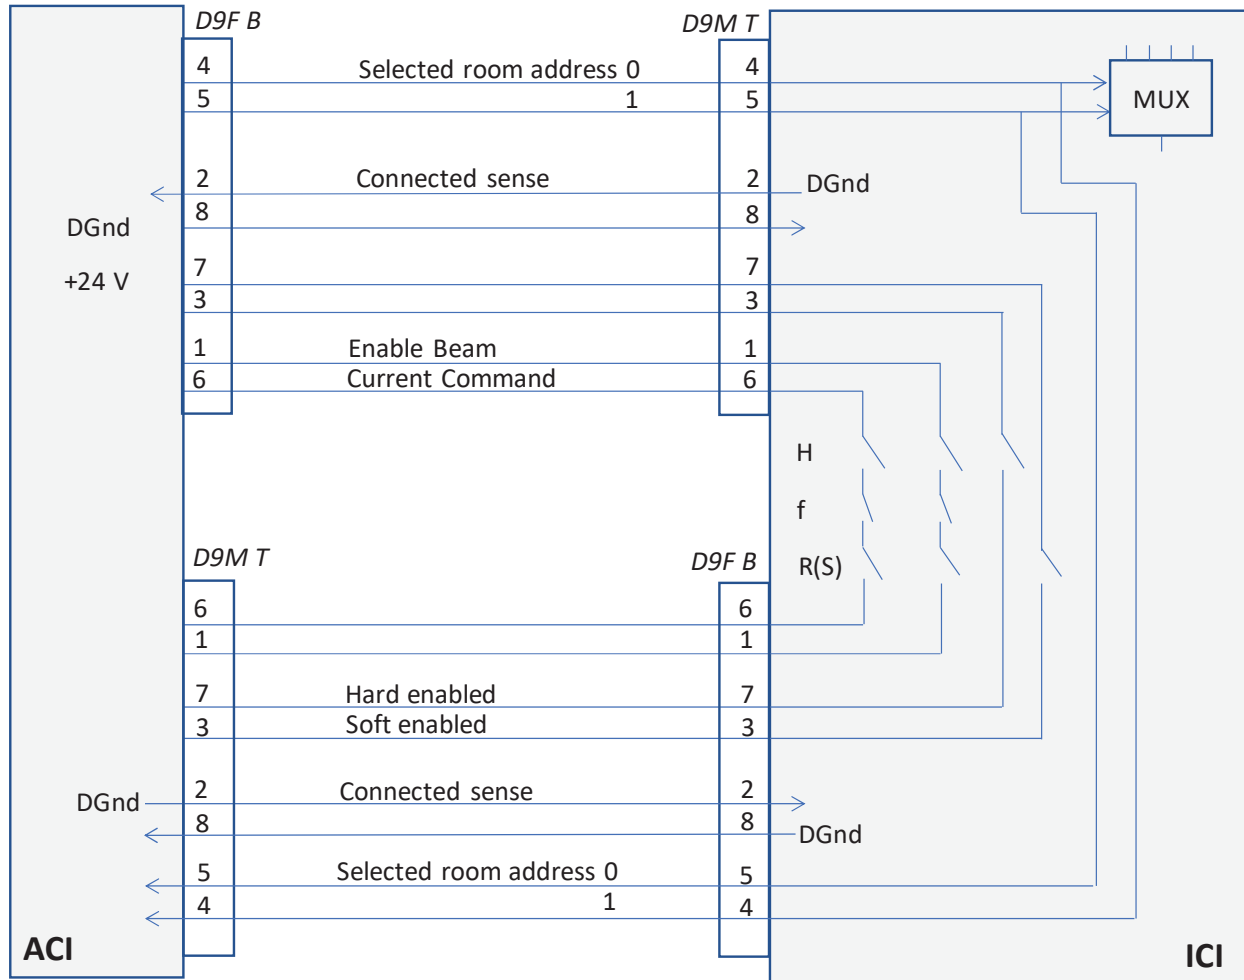 D9F B D9M T
4 Selected room address 0 4
5 1 5
MUX
2 Connected sense 2 DGnd
8 8
DGnd
7 7
+24 V
3 3
1 Enable Beam 1
6 Current Command 6
H
f
D9M T D9F B
R(S)
6 6
1 1
7 Hard enabled 7
3 Soft enabled 3
DGnd 2 Connected sense 2
8 8 DGnd
5 Selected room address 0 5
4 1 4
ACI ICI